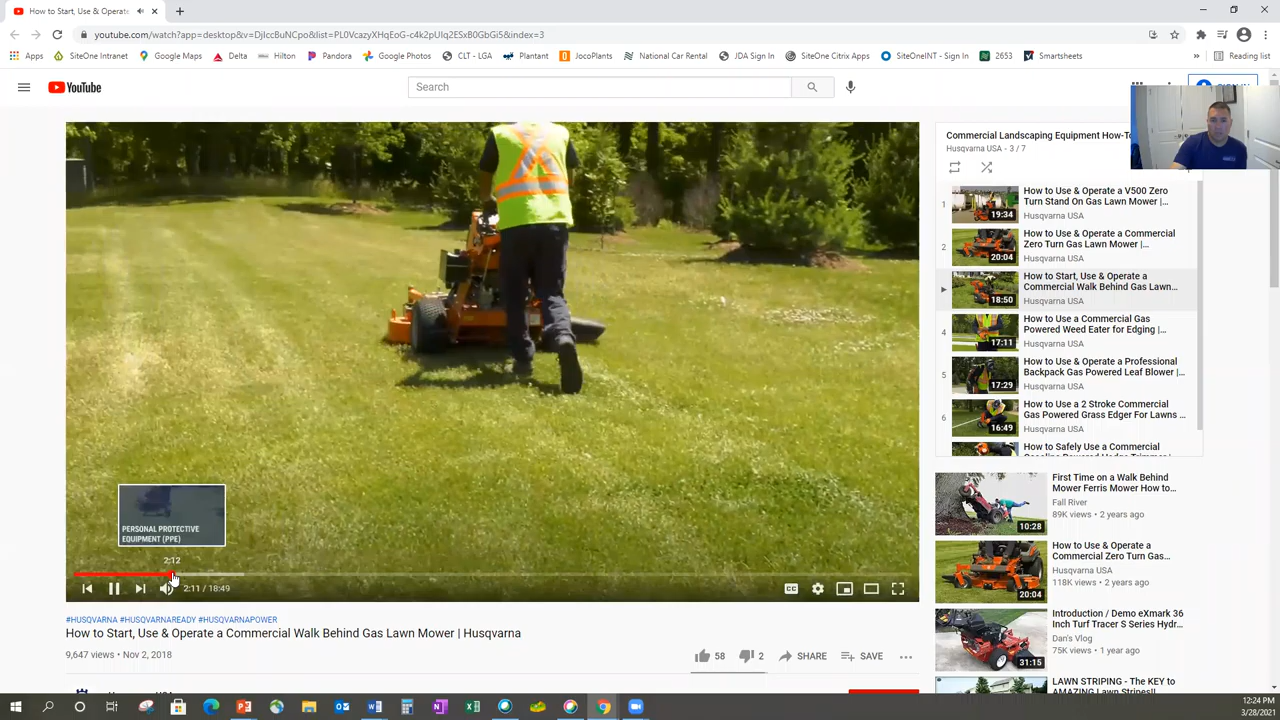 How to Start, Use & Operate
youtube.com/watch?app=desktop&v=DjIccBuNCpo&list=PL0VcazyXHqEoG-c4k2pUIq2ESxB0GbGi5&index=3
Apps SiteOne Intranet Google Maps Delta Hilton Pandora Google Photos CLT - LGA Plantant JocoPlants National Car Rental JDA Sign In SiteOne Citrix Apps SiteOneINT - Sign In 2653 Smartsheets » Reading list
YouTube
Search
Commercial Landscaping Equipment How-To
Husqvarna USA - 3 / 7
1
19:34
How to Use & Operate a V500 Zero
Turn Stand On Gas Lawn Mower |…
Husqvarna USA
2
20:04
How to Use & Operate a Commercial
Zero Turn Gas Lawn Mower |…
Husqvarna USA
18:50
How to Start, Use & Operate a
Commercial Walk Behind Gas Lawn…
Husqvarna USA
4
17:11
How to Use a Commercial Gas
Powered Weed Eater for Edging |…
Husqvarna USA
5
17:29
How to Use & Operate a Professional
Backpack Gas Powered Leaf Blower |…
Husqvarna USA
6
16:49
How to Use a 2 Stroke Commercial
Gas Powered Grass Edger For Lawns …
Husqvarna USA
How to Safely Use a Commercial
PERSONAL PROTECTIVE
EQUIPMENT (PPE)
2:12
2:11 / 18:49
CC
#HUSQVARNA #HUSQVARNAREADY #HUSQVARNAPOWER
How to Start, Use & Operate a Commercial Walk Behind Gas Lawn Mower | Husqvarna
9,647 views • Nov 2, 2018
58 2 SHARE SAVE
10:28
First Time on a Walk Behind
Mower Ferris Mower How to…
Fall River
89K views • 2 years ago
20:04
How to Use & Operate a
Commercial Zero Turn Gas…
Husqvarna USA
118K views • 2 years ago
31:15
Introduction / Demo eXmark 36
Inch Turf Tracer S Series Hydr…
Dan's Vlog
75K views • 1 year ago
LAWN STRIPING - The KEY to
AMAZING Lawn Stripes!!
12:24 PM
3/28/2021